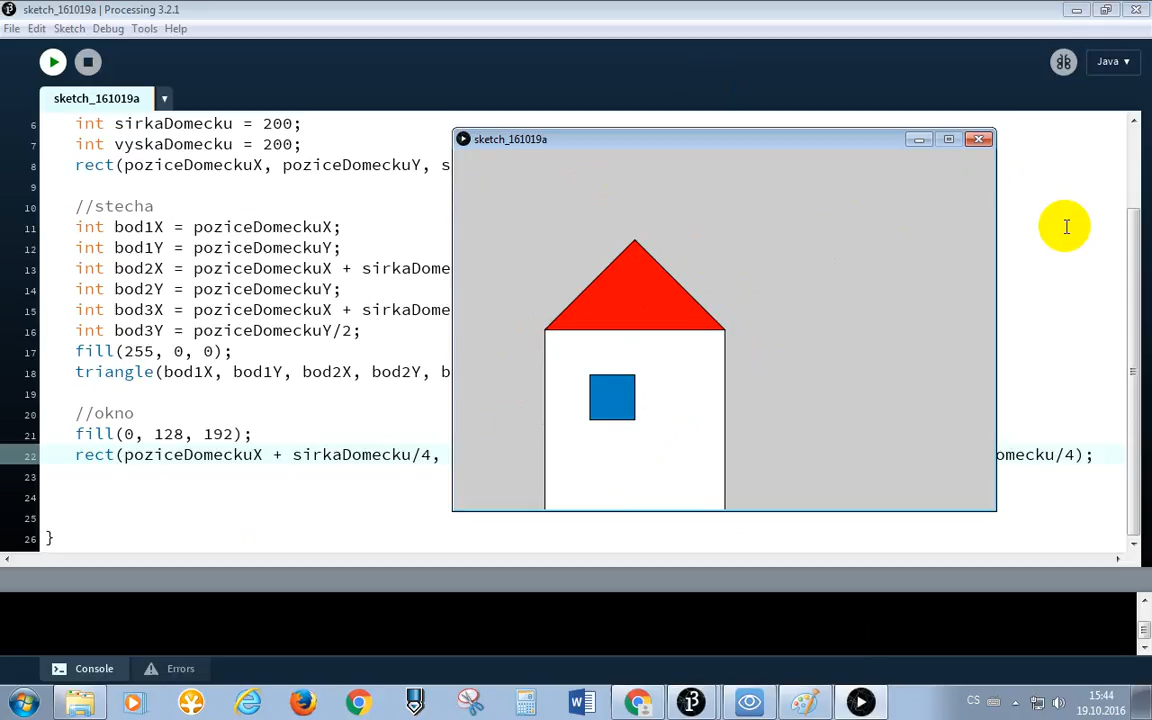 sketch_161019a | Processing 3.2.1
File Edit Sketch Debug Tools Help
Java ▾
sketch_161019a
6 int sirkaDomecku = 200;
7 int vyskaDomecku = 200;
8 rect(poziceDomeckuX, poziceDomeckuY, s
9
10 //stecha
11 int bod1X = poziceDomeckuX;
12 int bod1Y = poziceDomeckuY;
13 int bod2X = poziceDomeckuX + sirkaDome
14 int bod2Y = poziceDomeckuY;
15 int bod3X = poziceDomeckuX + sirkaDome
16 int bod3Y = poziceDomeckuY/2;
17 fill(255, 0, 0);
18 triangle(bod1X, bod1Y, bod2X, bod2Y, b
19
20 //okno
21 fill(0, 128, 192);
22 rect(poziceDomeckuX + sirkaDomecku/4, omecku/4);
23
24
25
26 }
sketch_161019a
Console Errors
CS
15:44
19.10.2016